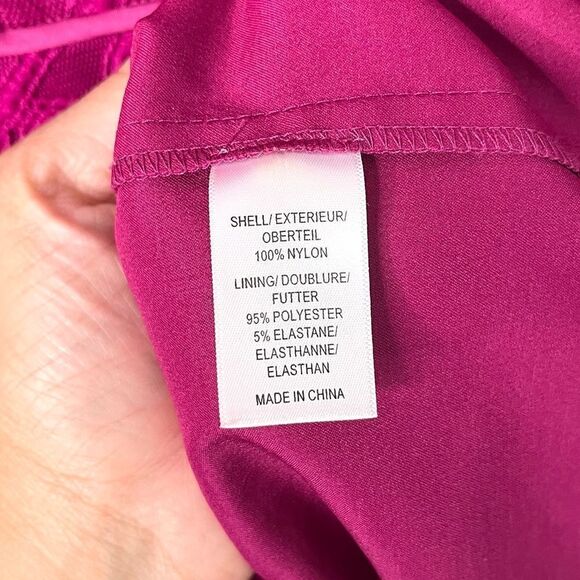 SHELL/ EXTERIEUR/
OBERTEIL
100% NYLON
LINING/ DOUBLURE/
FUTTER
95% POLYESTER
5% ELASTANE/
ELASTHANNE/
ELASTHAN
MADE IN CHINA